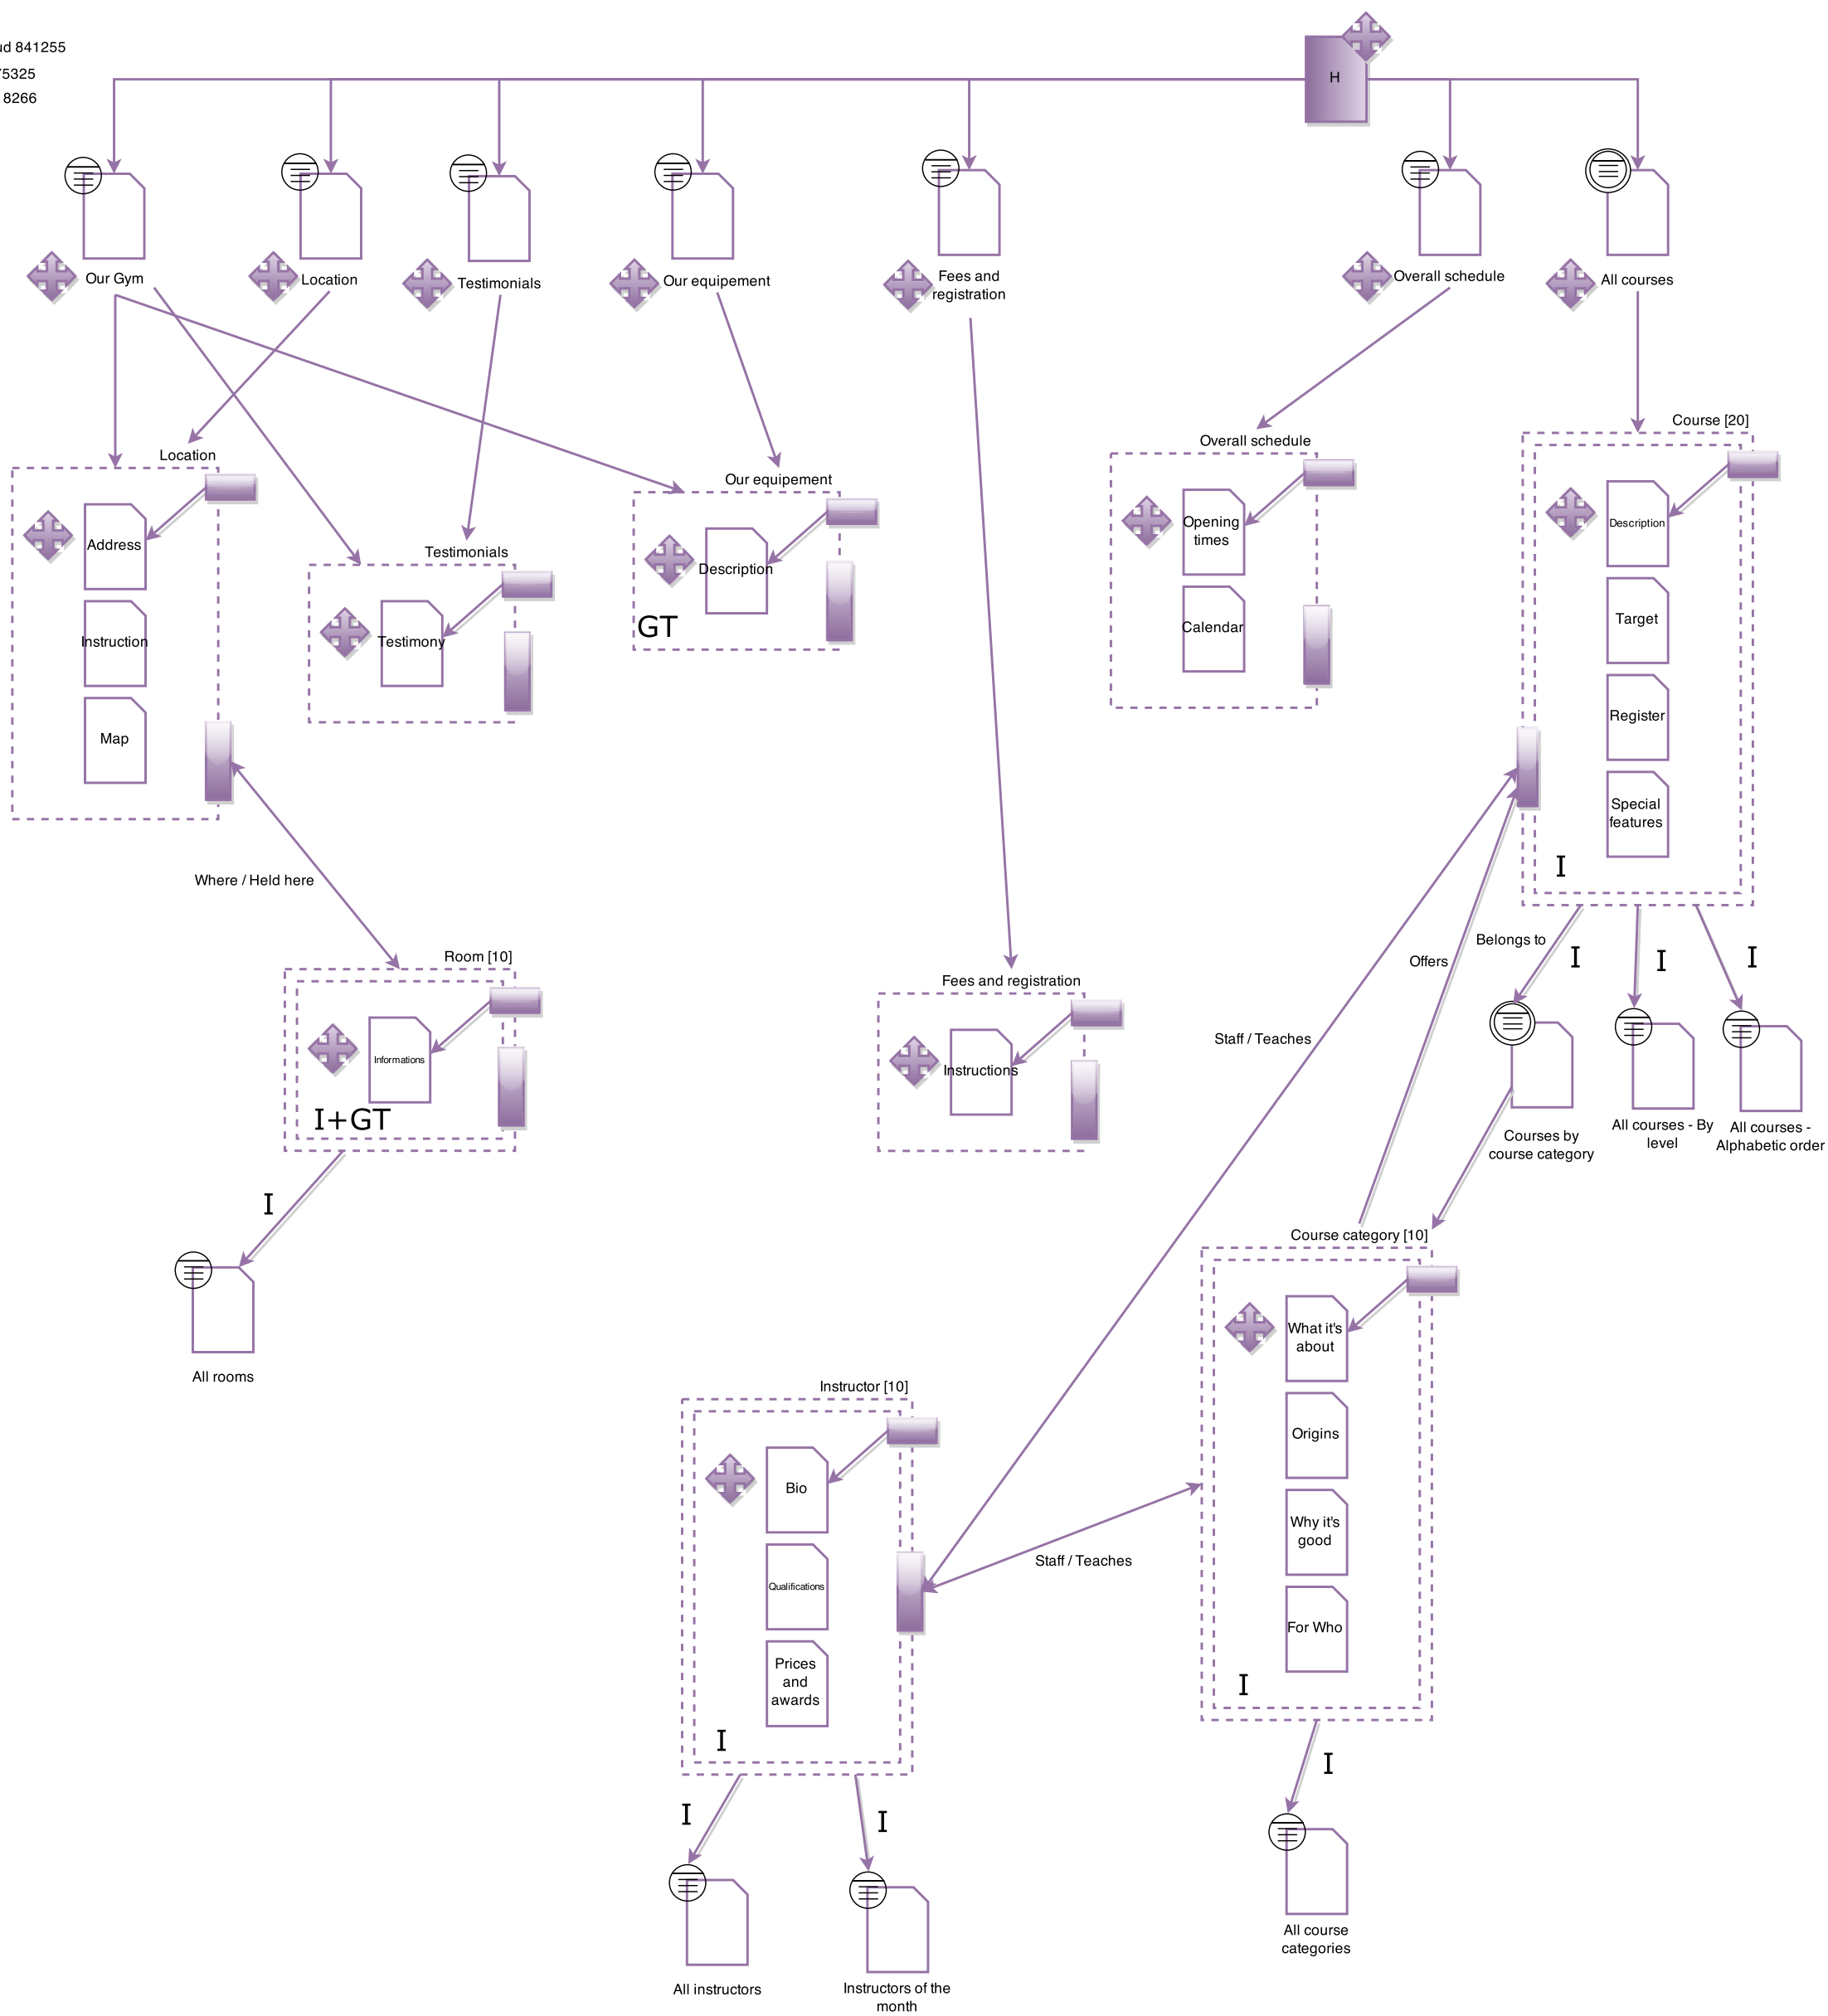 ud 841255
75325
8266
H
Our Gym
Location
Testimonials
Our equipement
Fees and
registration
Overall schedule
All courses
Course [20]
Location
Overall schedule
Our equipement
Testimonials
Address
Instruction
Map
Testimony
Description
GT
Opening
times
Calendar
Description
Target
Register
Special
features
I
Where / Held here
Room [10]
Informations
I+GT
I
All rooms
Fees and registration
Instructions
Staff / Teaches
Offers
Belongs to
I
I
I
Courses by
course category
All courses - By
level
All courses -
Alphabetic order
Course category [10]
What it's
about
Origins
Why it's
good
For Who
I
I
All course
categories
Instructor [10]
Bio
Qualifications
Prices
and
awards
I
Staff / Teaches
I
I
All instructors
Instructors of the
month